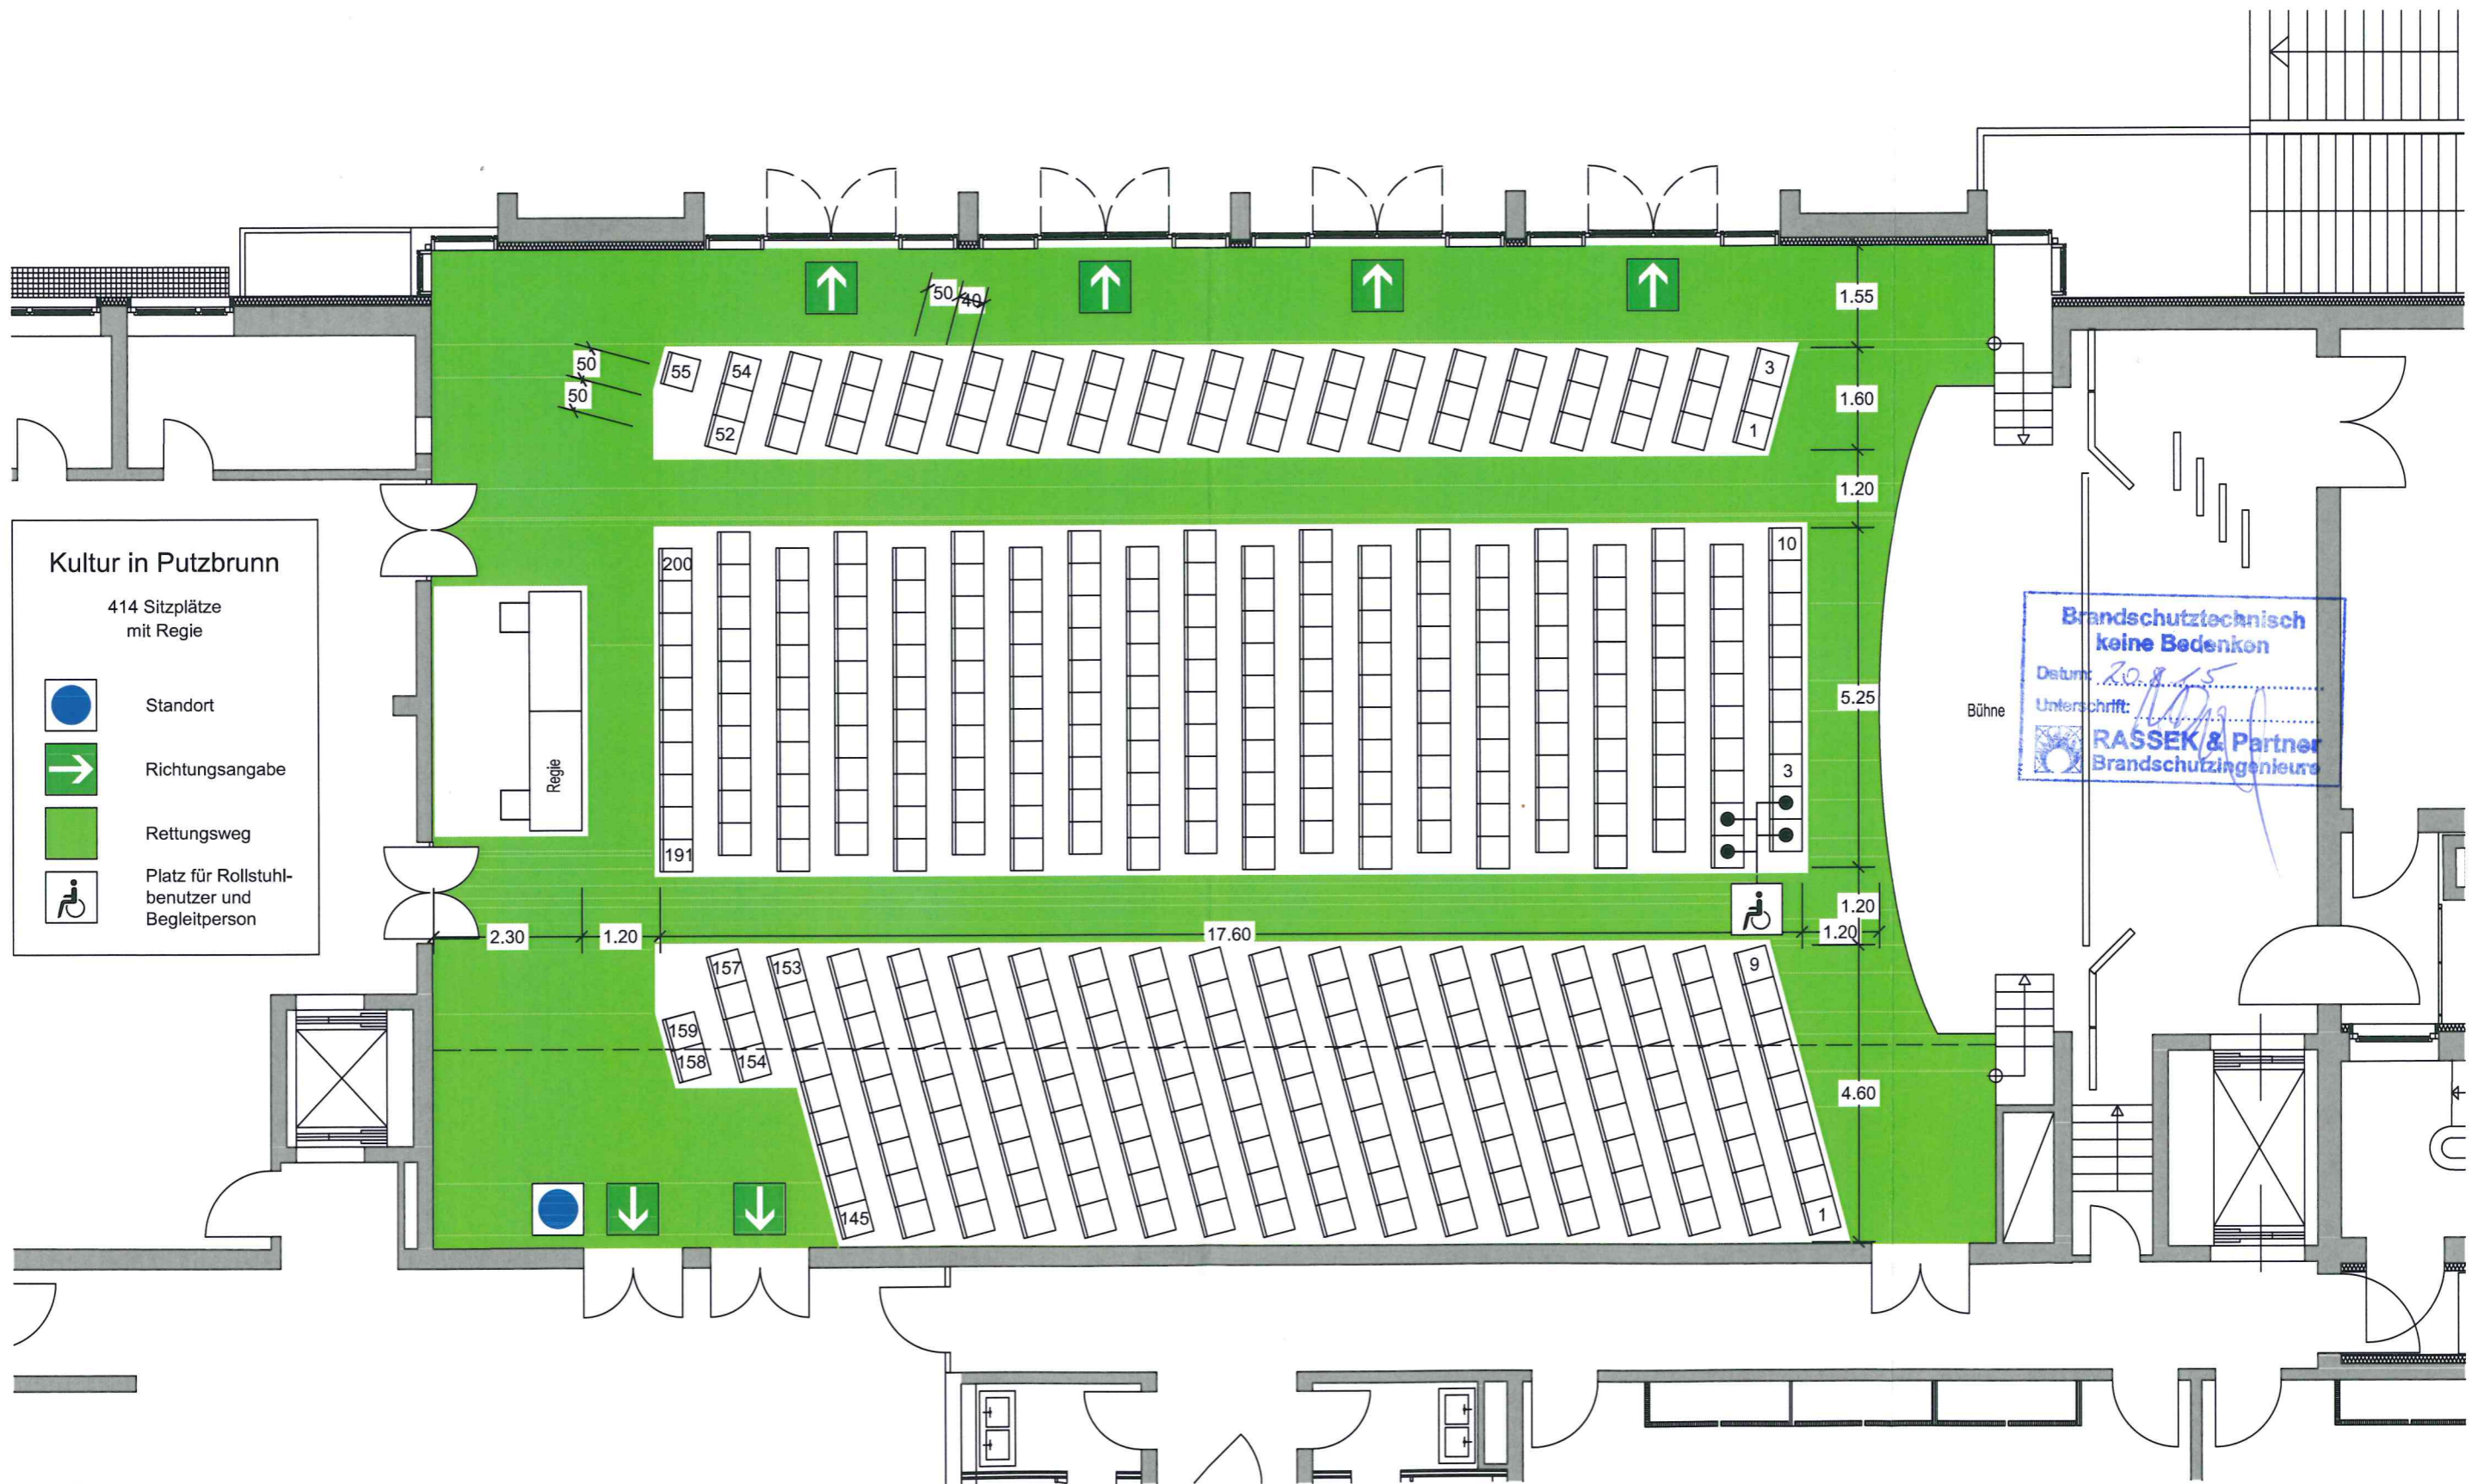 50
40
1.55
50
50
55
54
3
1.60
52
1
1.20
Kultur in Putzbrunn
414 Sitzplätze
mit Regie
Standort
Richtungsangabe
Rettungsweg
Platz für Rollstuhl-
benutzer und
Begleitperson
200
10
Regie
5.25
Bühne
3
191
Brandschutztechnisch
keine Bedenken
Datum: 20.8.15
Unterschrift:
RASSEK & Partner
Brandschutzingenieure
1.20
2.30
1.20
17.60
1.20
157
153
9
159
158
154
4.60
145
1